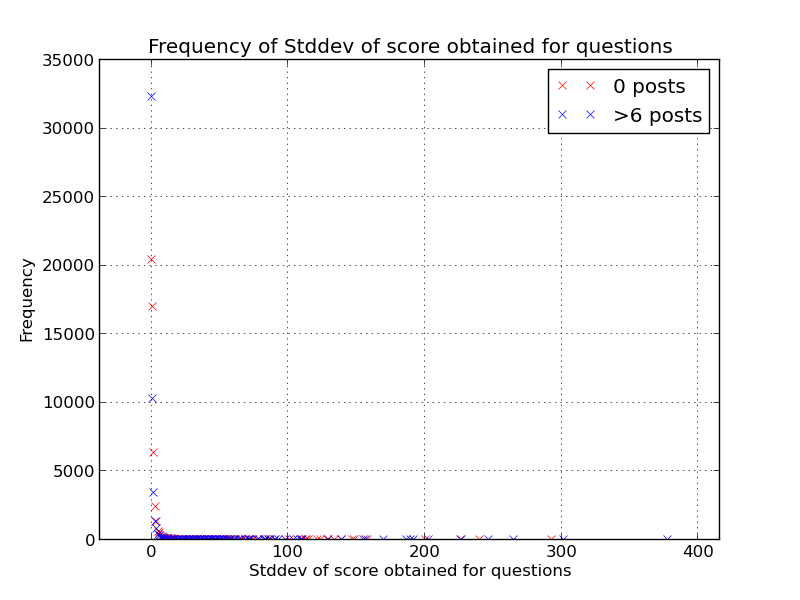 Frequency of Stddev of score obtained for questions
35000
30000
25000
20000
15000
10000
5000
0
Frequency
0 posts
>6 posts
0 100 200 300 400
Stddev of score obtained for questions